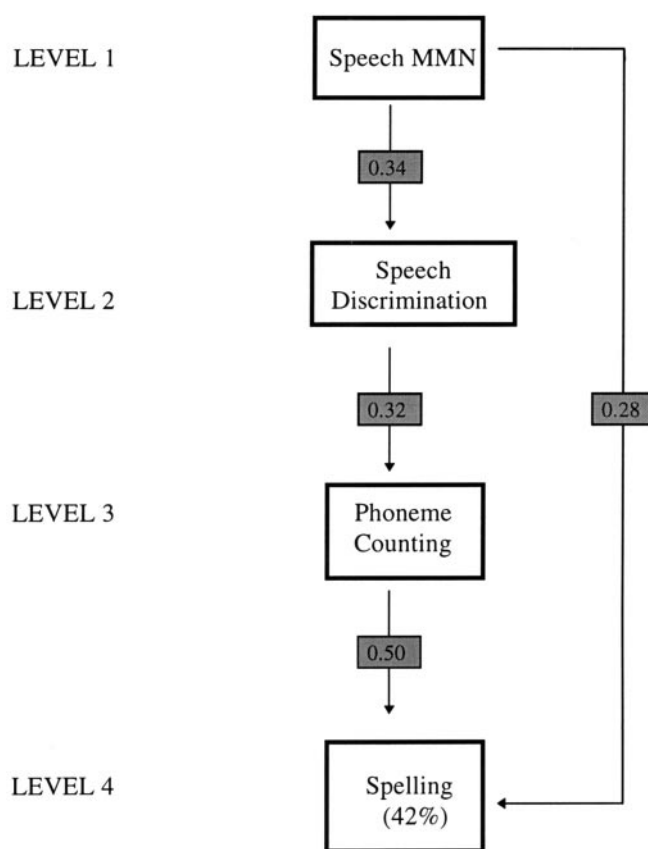 LEVEL 1
Speech MMN
0.34
Speech
LEVEL 2
Discrimination
0.32
0.28
LEVEL 3
Phoneme
Counting
0.50
LEVEL 4
Spelling
(42%)